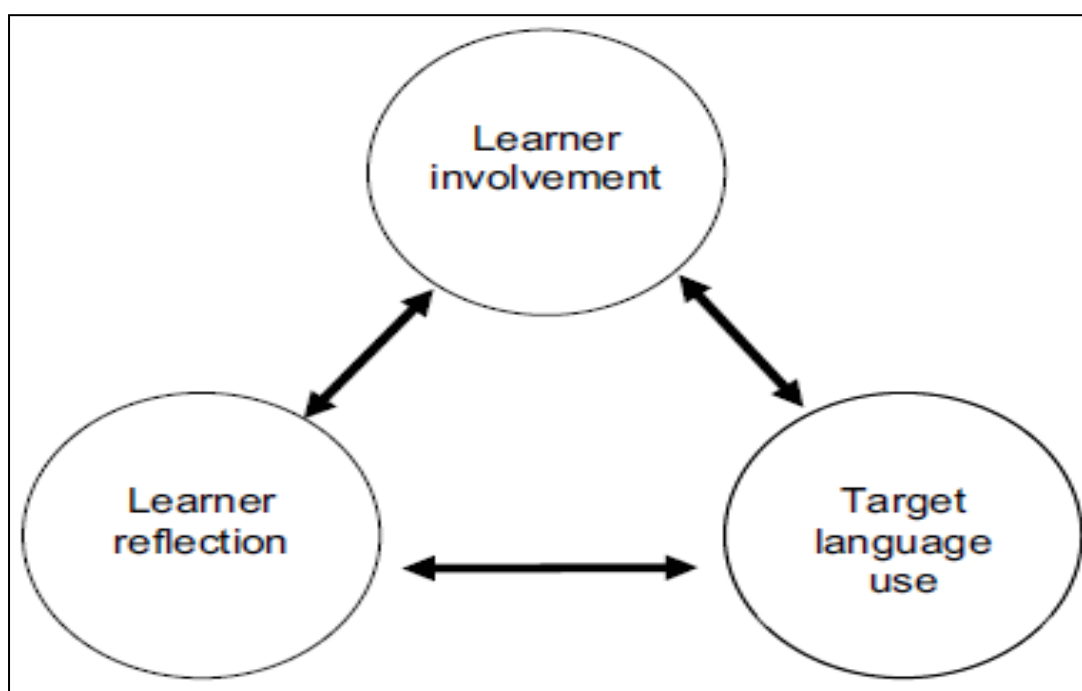 Learner
involvement
Learner
reflection
Target
language
use